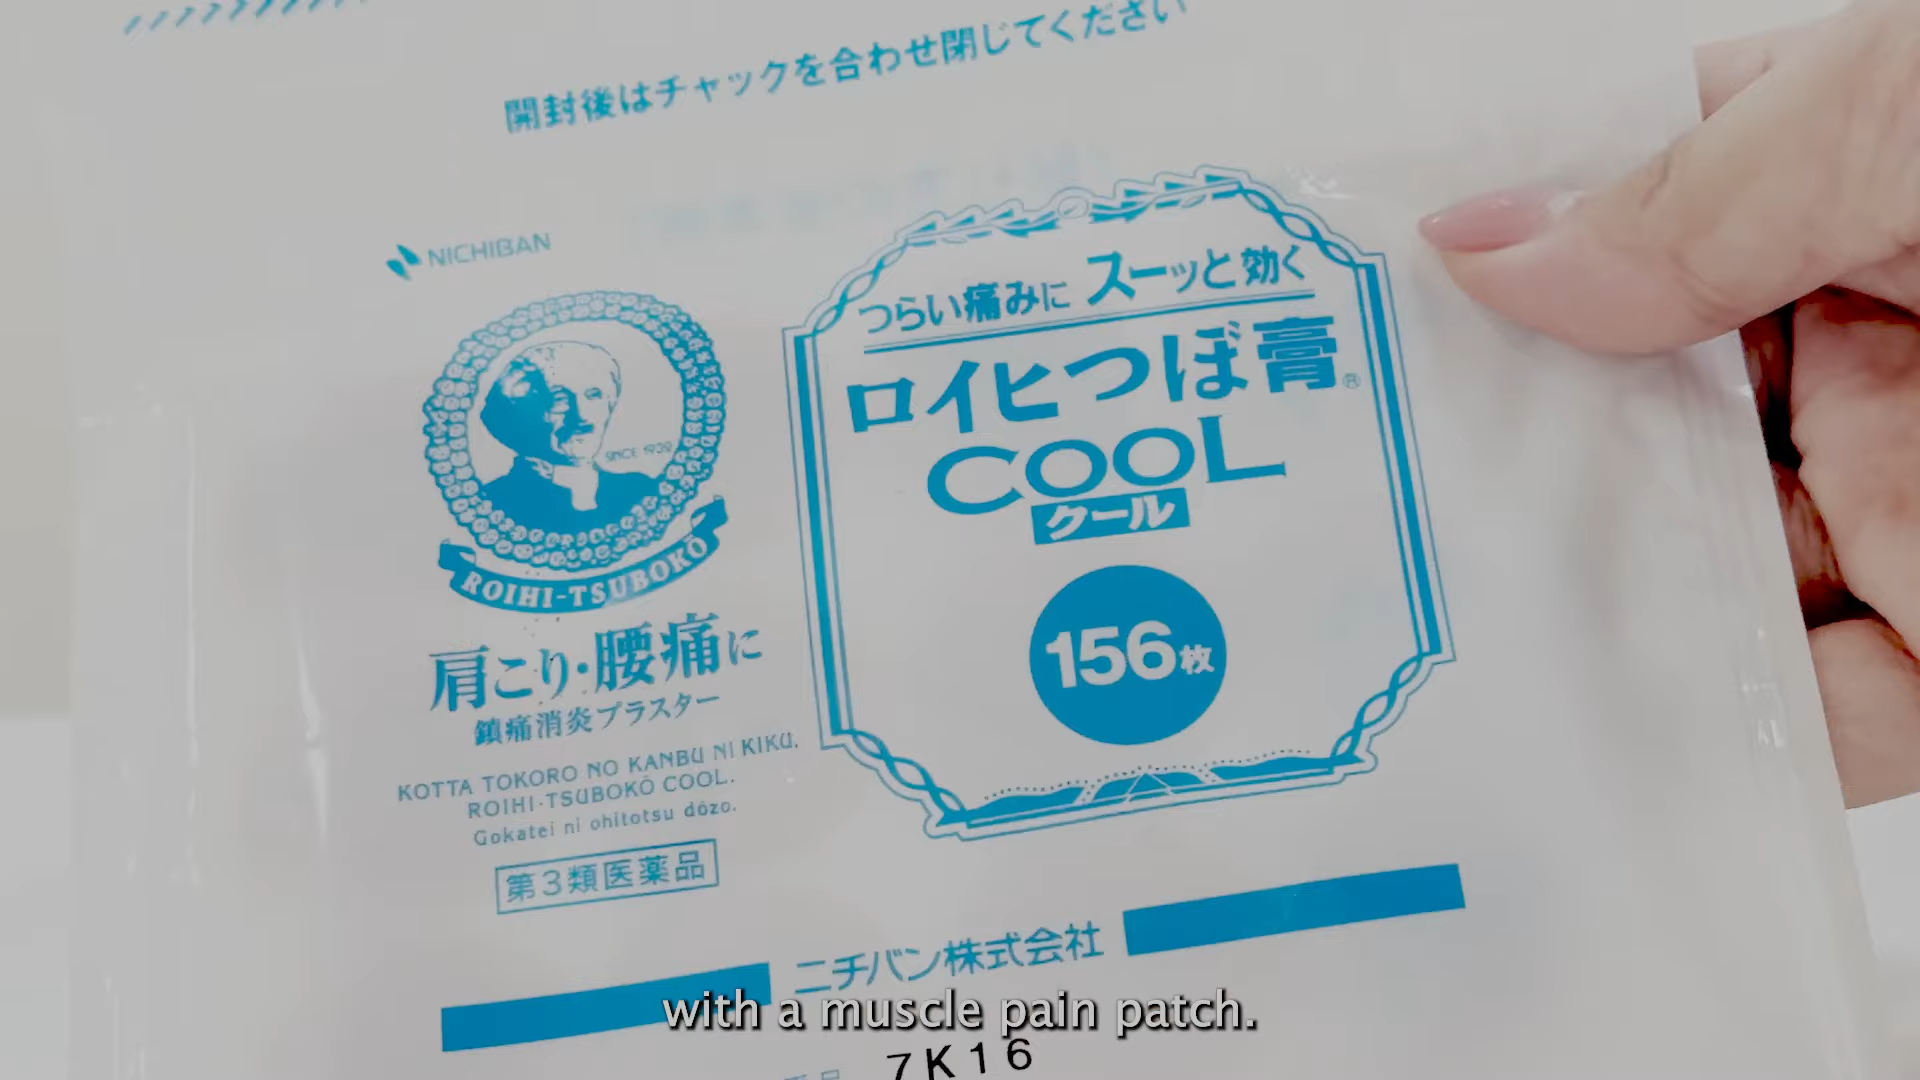 開封後はチャックを合わせ閉じてください
NICHIBAN
SINCE 1939
ROIHI-TSUBOKŌ
肩こり・腰痛に
鎮痛消炎プラスター
KOTTA TOKORO NO KANBU NI KIKU.
ROIHI-TSUBOKŌ COOL.
Gokatei ni ohitotsu dôzo.
第3類医薬品
つらい痛みに スーッと効く
ロイヒつぼ膏®
COOL
クール
156枚
ニチバン株式会社
with a muscle pain patch.
7K16